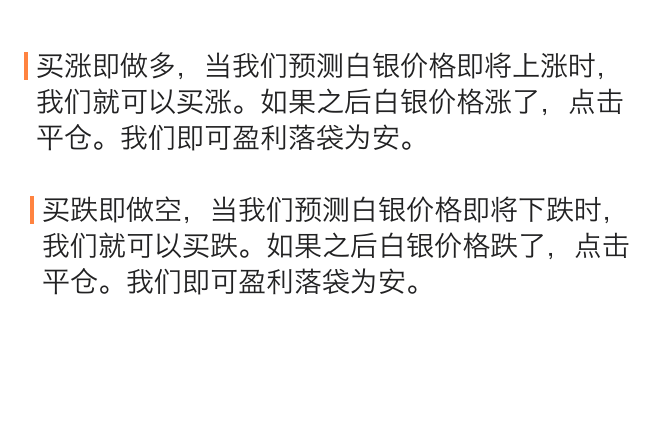 买涨即做多，当我们预测白银价格即将上涨时，
我们就可以买涨。如果之后白银价格涨了，点击
平仓。我们即可盈利落袋为安。
买跌即做空，当我们预测白银价格即将下跌时，
我们就可以买跌。如果之后白银价格跌了，点击
平仓。我们即可盈利落袋为安。